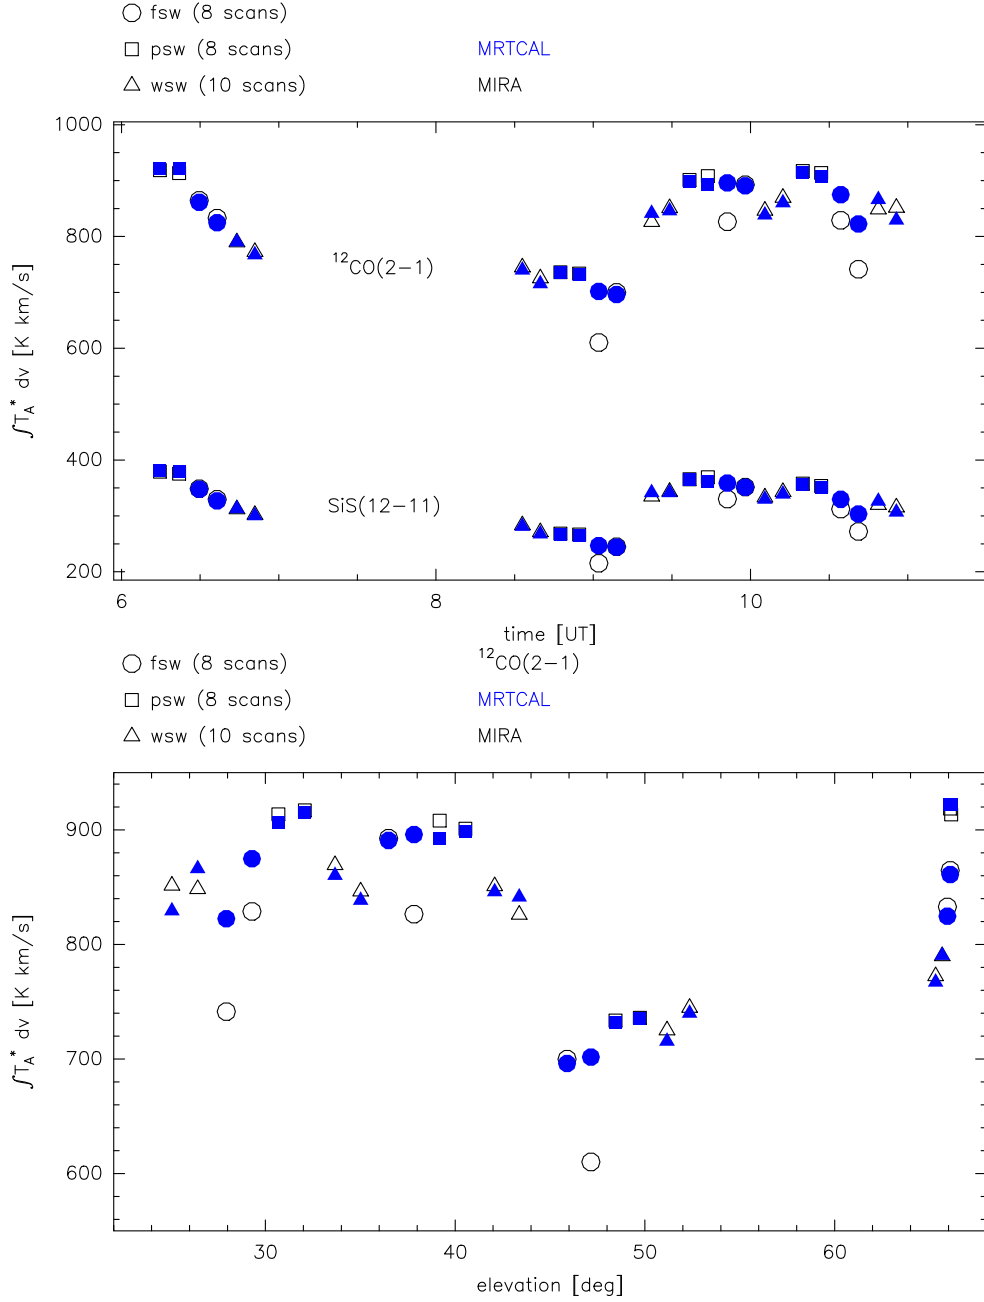 fsw (8 scans)
psw (8 scans) MRTCAL
wsw (10 scans) MIRA
1000
800
600
400
200
∫T_A^* dv [K km/s]
¹²CO(2−1)
SiS(12−11)
6 8 10
time [UT]
fsw (8 scans) ¹²CO(2−1)
psw (8 scans) MRTCAL
wsw (10 scans) MIRA
900
800
700
600
∫T_A^* dv [K km/s]
30 40 50 60
elevation [deg]